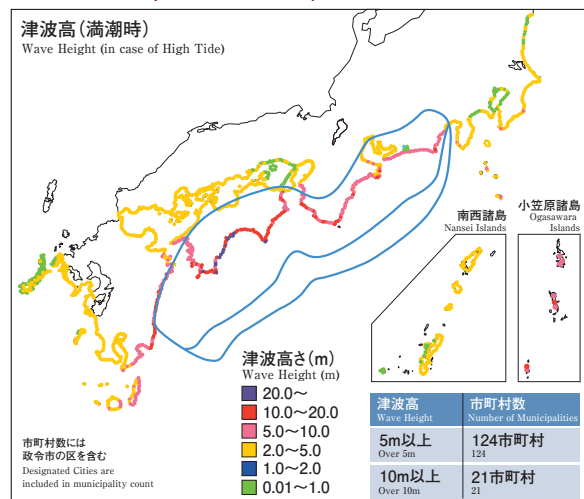 津波高(満潮時)
Wave Height (in case of High Tide)
小笠原諸島
Ogasawara
Islands
南西諸島
Nansei Islands
津波高さ(m)
Wave Height (m)
20.0～
10.0～20.0
5.0～10.0
2.0～5.0
1.0～2.0
0.01～1.0
市町村数には
政令市の区を含む
Designated Cities are
included in municipality count
津波高 市町村数
Wave Height Number of Municipalities
5m以上 124市町村
Over 5m 124
10m以上 21市町村
Over 10m 21